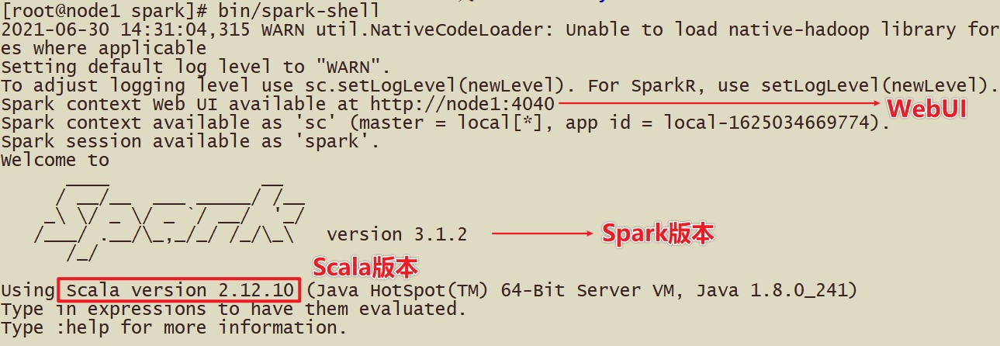 [root@node1 spark]# bin/spark-shell
2021-06-30 14:31:04,315 WARN util.NativeCodeLoader: Unable to load native-hadoop library for
es where applicable
Setting default log level to "WARN".
To adjust logging level use sc.setLogLevel(newLevel). For SparkR, use setLogLevel(newLevel).
Spark context Web UI available at http://node1:4040 WebUI
Spark context available as 'sc' (master = local[*], app id = local-1625034669774).
Spark session available as 'spark'.
Welcome to
      ____              __
     / __/__  ___ _____/ /__
    _\ \/ _ \/ _ `/ __/  '_/
   /___/ .__/\_,_/_/ /_/\_\   version 3.1.2 Spark版本
      /_/
Scala版本
Using Scala version 2.12.10 (Java HotSpot(TM) 64-Bit Server VM, Java 1.8.0_241)
Type in expressions to have them evaluated.
Type :help for more information.